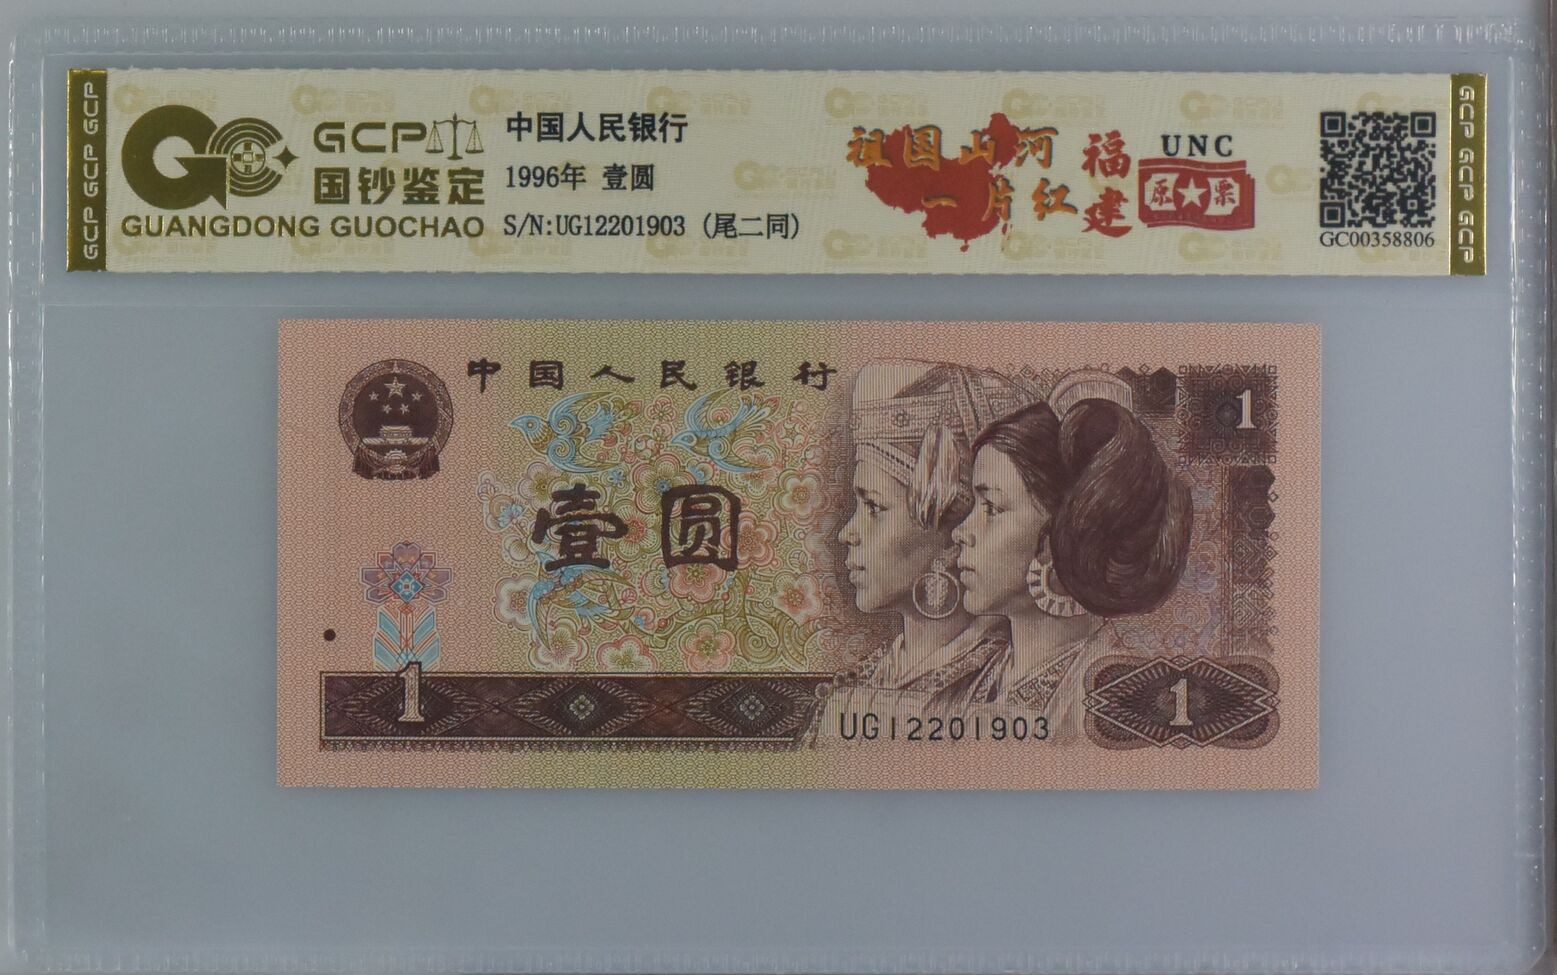 GCP GCP GCP
GCP
国钞鉴定
GUANGDONG GUOCHAO
中国人民银行
1996年 壹圆
S/N:UG12201903 (尾二同)
祖国山河
一片红
福建
UNC
原票
GC00358806
GCP GCP GCP
中国人民银行
1
壹圆
1
UG12201903
1